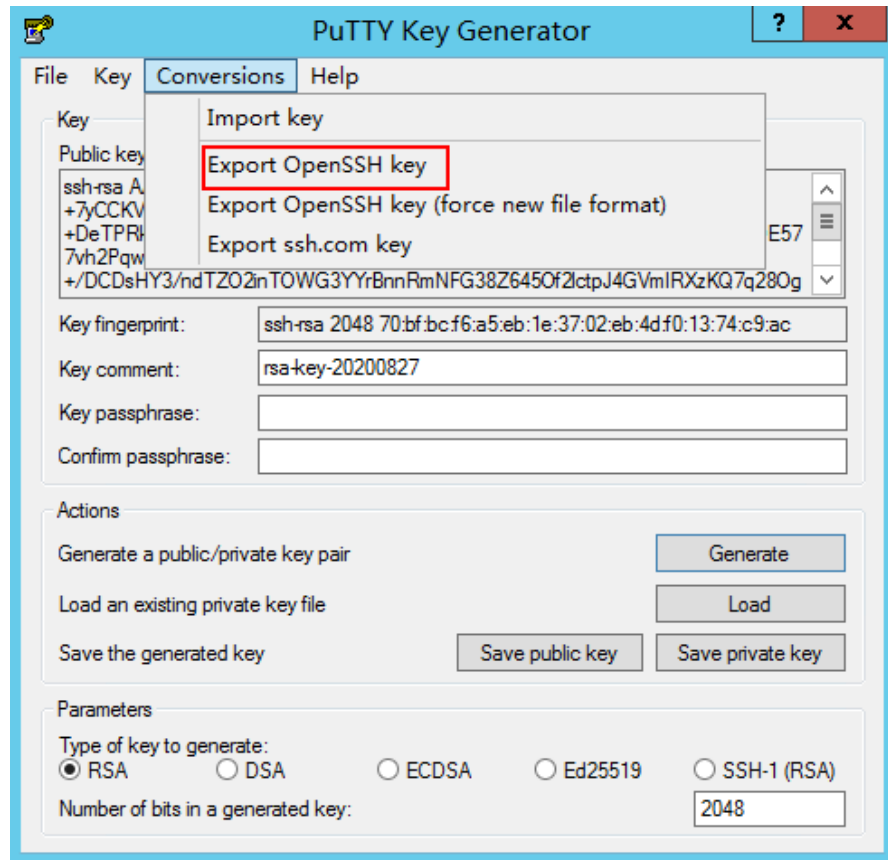 PuTTY Key Generator
? x
File Key Conversions Help
Import key
Export OpenSSH key
Export OpenSSH key (force new file format)
Export ssh.com key
Key
Public key
ssh-rsa A
+7yCCKV
+DeTPRk E57
7vh2Pqw
+/DCDsHY3/ndTZO2inTOWG3YYrBnnRmNFG38Z645Of2lctpJ4GVmlRXzKQ7q28Og
Key fingerprint: ssh-rsa 2048 70:bf:bc:f6:a5:eb:1e:37:02:eb:4d:f0:13:74:c9:ac
Key comment: rsa-key-20200827
Key passphrase:
Confirm passphrase:
Actions
Generate a public/private key pair Generate
Load an existing private key file Load
Save the generated key Save public key Save private key
Parameters
Type of key to generate:
RSA DSA ECDSA Ed25519 SSH-1 (RSA)
Number of bits in a generated key: 2048